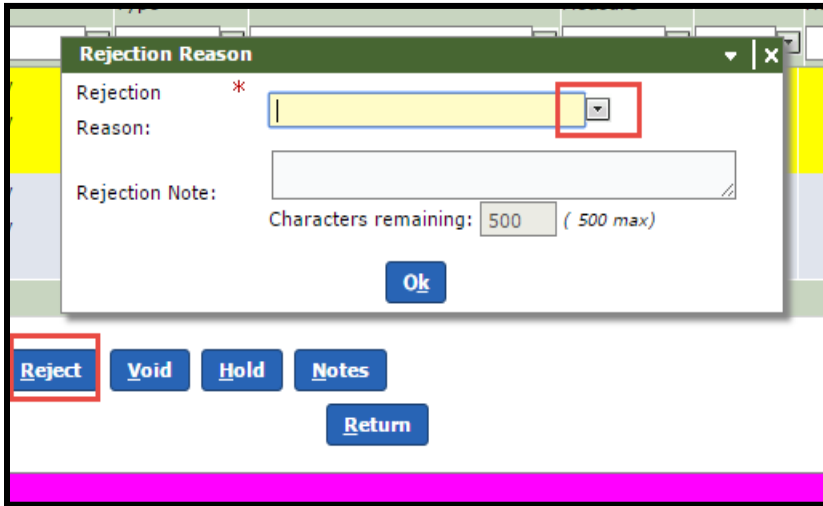 Rejection Reason
Rejection *
Reason:
Rejection Note:
Characters remaining: 500 ( 500 max)
Ok
Reject Void Hold Notes
Return